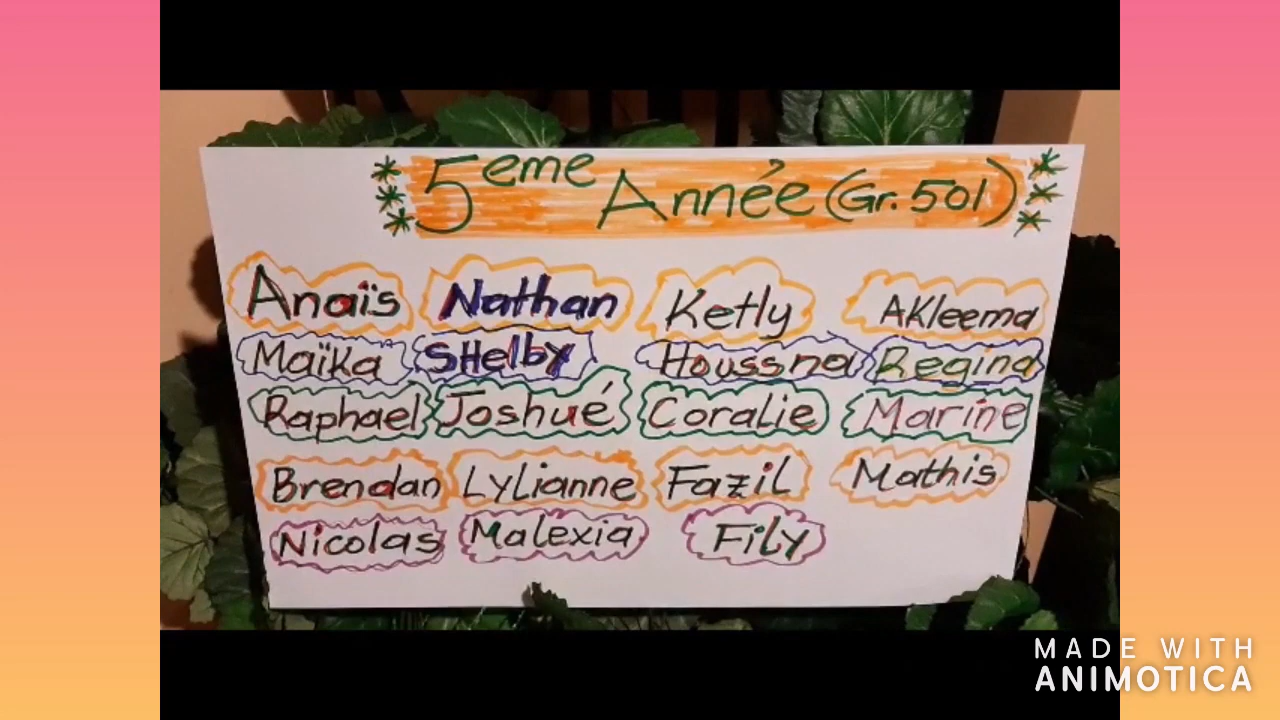 5eme Année (Gr. 501)
Anaïs Nathan Ketly AKleema
Maïka SHelby Houssna Regina
Raphael Joshué Coralie Marine
Brendan Lylianne Fazil Mathis
Nicolas Malexia Fily
MADE WITH
ANIMOTICA